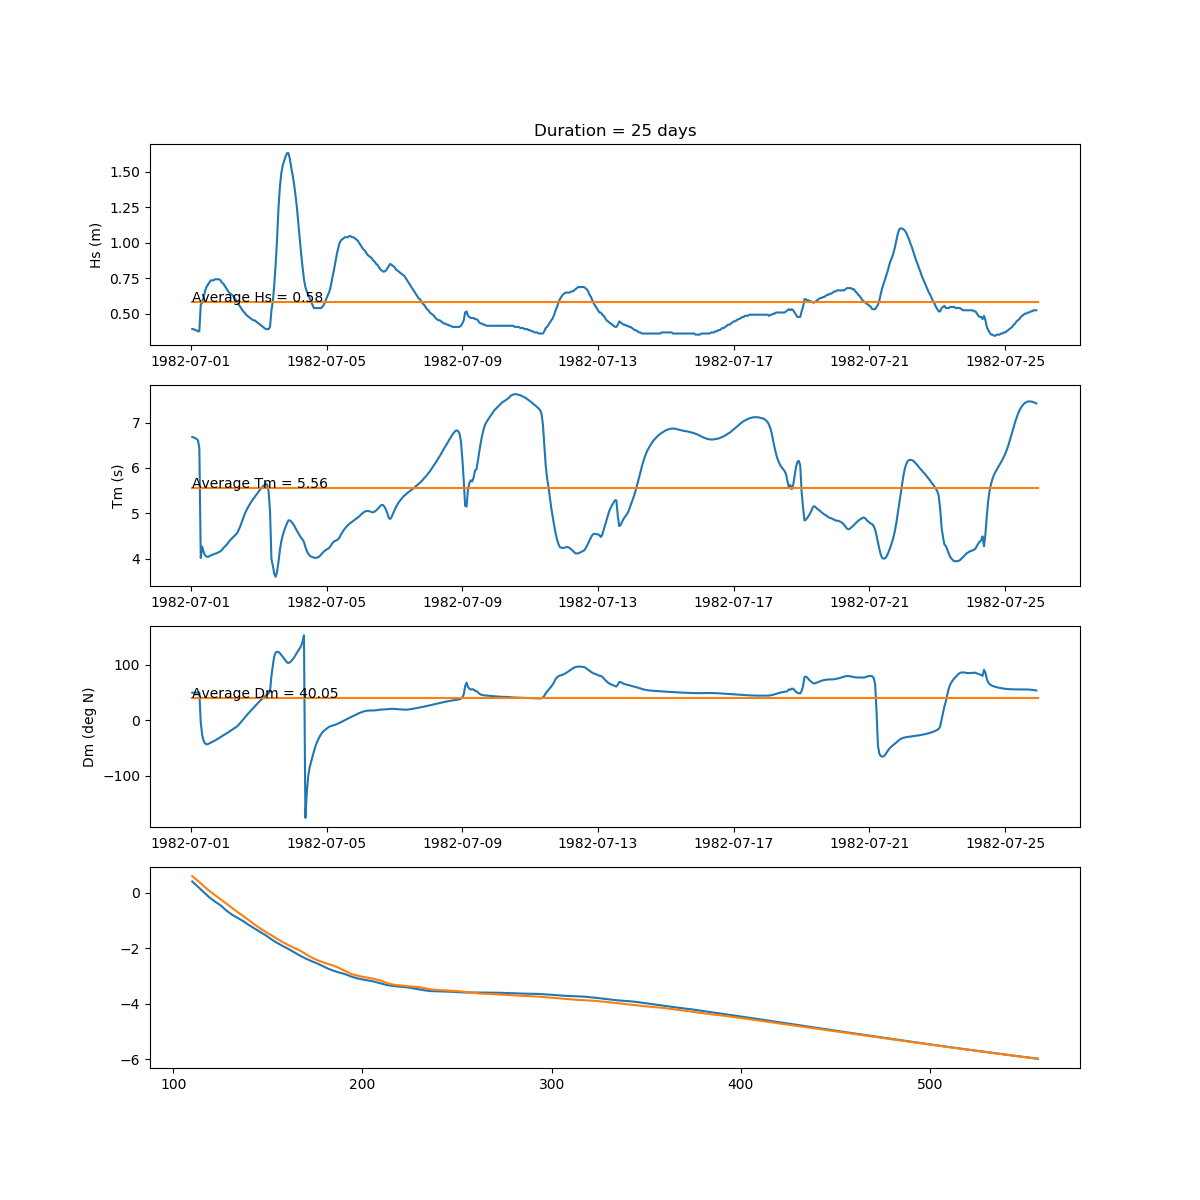 Duration = 25 days
1.50
1.25
1.00
0.75
0.50
Hs (m)
Average Hs = 0.58
1982-07-01 1982-07-05 1982-07-09 1982-07-13 1982-07-17 1982-07-21 1982-07-25
7
6
5
4
Tm (s)
Average Tm = 5.56
1982-07-01 1982-07-05 1982-07-09 1982-07-13 1982-07-17 1982-07-21 1982-07-25
100
0
−100
Dm (deg N)
Average Dm = 40.05
1982-07-01 1982-07-05 1982-07-09 1982-07-13 1982-07-17 1982-07-21 1982-07-25
0
−2
−4
−6
100 200 300 400 500